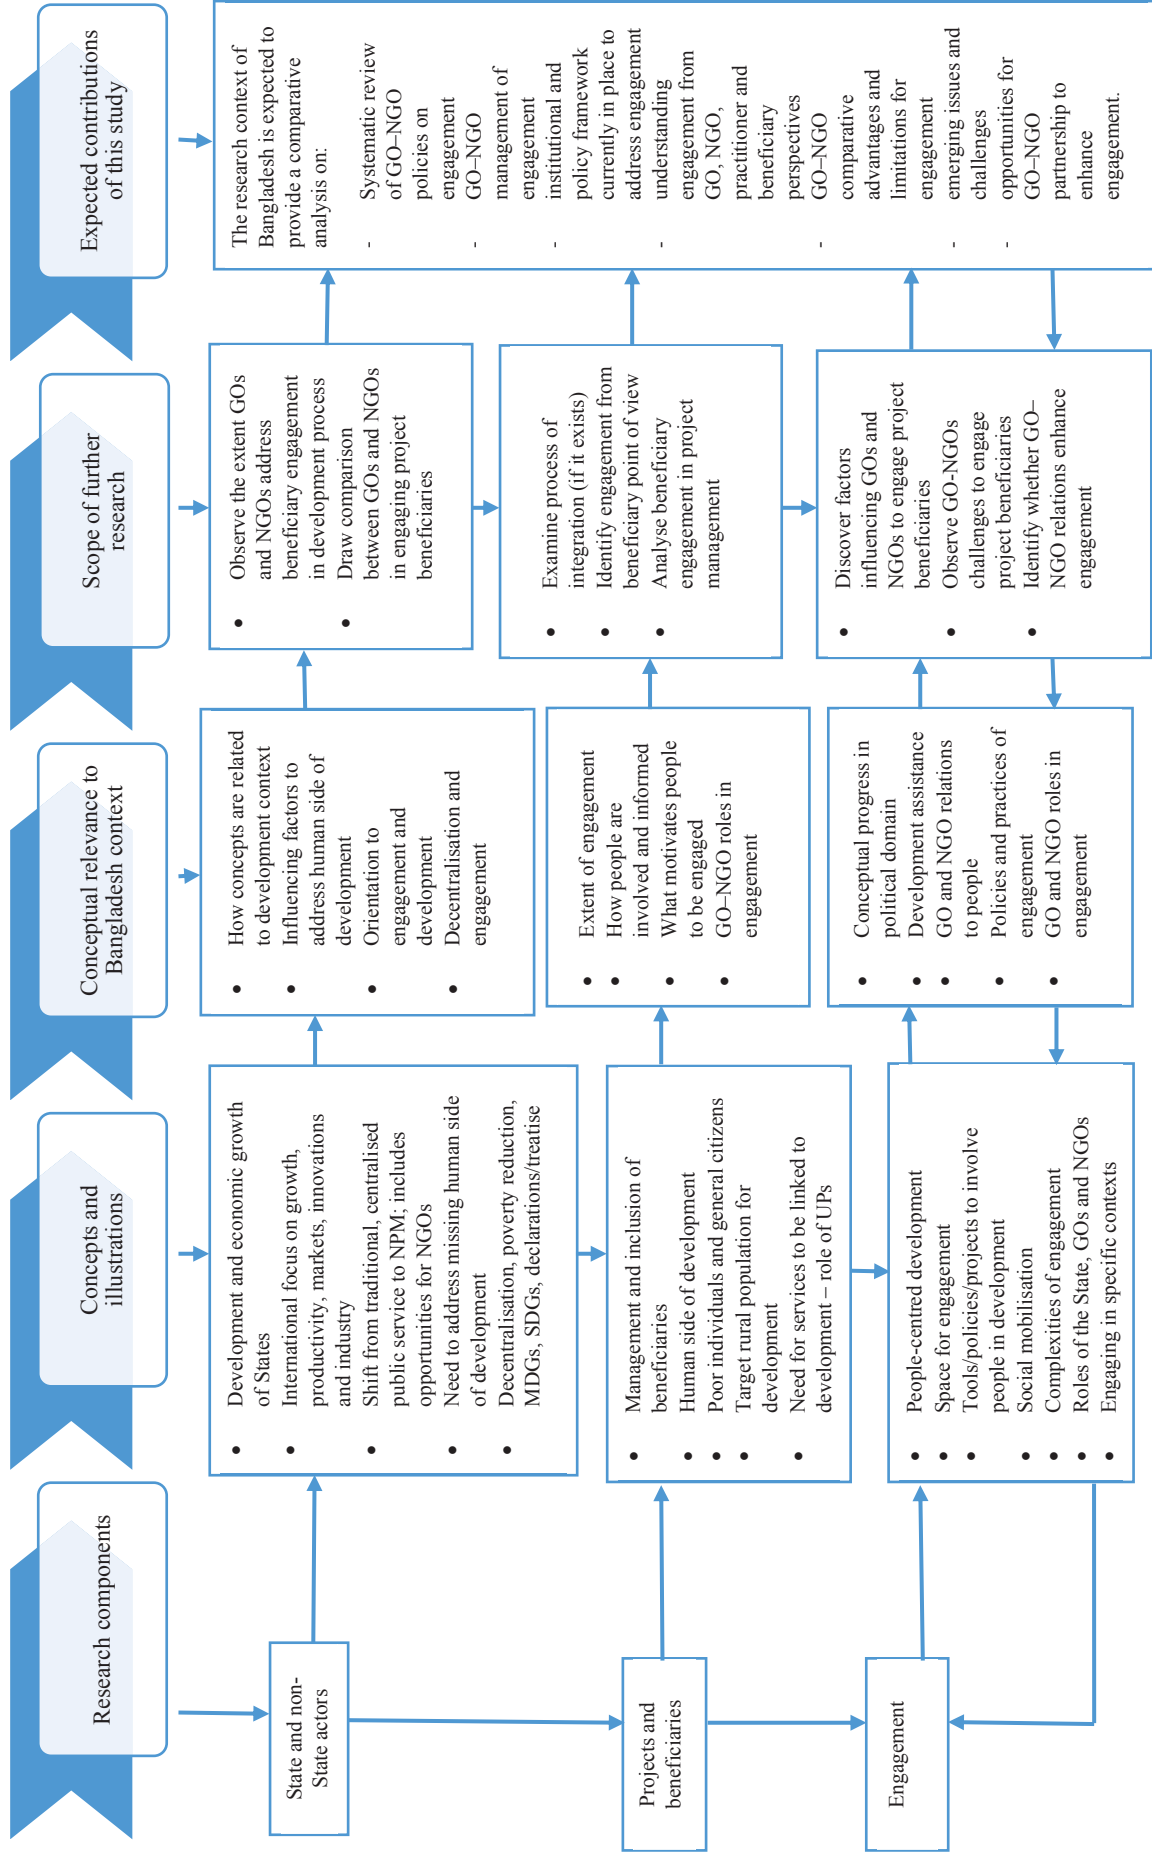 Research components
Concepts and
illustrations
Conceptual relevance to
Bangladesh context
Scope of further
research
Expected contributions
of this study
State and non-
State actors
• Development and economic growth
of States
• International focus on growth,
productivity, markets, innovations
and industry
• Shift from traditional, centralised
public service to NPM; includes
opportunities for NGOs
• Need to address missing human side
of development
• Decentralisation, poverty reduction,
MDGs, SDGs, declarations/treatise
• How concepts are related
to development context
• Influencing factors to
address human side of
development
• Orientation to
engagement and
development
• Decentralisation and
engagement
• Observe the extent GOs
and NGOs address
beneficiary engagement
in development process
• Draw comparison
between GOs and NGOs
in engaging project
beneficiaries
Projects and
beneficiaries
• Management and inclusion of
beneficiaries
• Human side of development
• Poor individuals and general citizens
• Target rural population for
development
• Need for services to be linked to
development – role of UPs
• Extent of engagement
• How people are
involved and informed
• What motivates people
to be engaged
• GO–NGO roles in
engagement
• Examine process of
integration (if it exists)
• Identify engagement from
beneficiary point of view
• Analyse beneficiary
engagement in project
management
Engagement
• People-centred development
• Space for engagement
• Tools/policies/projects to involve
people in development
• Social mobilisation
• Complexities of engagement
• Roles of the State, GOs and NGOs
• Engaging in specific contexts
• Conceptual progress in
political domain
• Development assistance
• GO and NGO relations
to people
• Policies and practices of
engagement
• GO and NGO roles in
engagement
• Discover factors
influencing GOs and
NGOs to engage project
beneficiaries
• Observe GO-NGOs
challenges to engage
project beneficiaries
• Identify whether GO–
NGO relations enhance
engagement
The research context of
Bangladesh is expected to
provide a comparative
analysis on:
- Systematic review
of GO–NGO
policies on
engagement
- GO–NGO
management of
engagement
- institutional and
policy framework
currently in place to
address engagement
- understanding
engagement from
GO, NGO,
practitioner and
beneficiary
perspectives
- GO–NGO
comparative
advantages and
limitations for
engagement
- emerging issues and
challenges
- opportunities for
GO–NGO
partnership to
enhance
engagement.